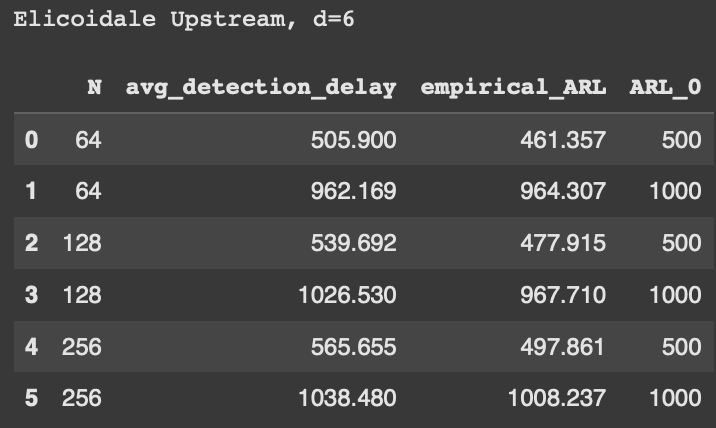 Elicoidale Upstream, d=6
N avg_detection_delay empirical_ARL ARL_0
0 64 505.900 461.357 500
1 64 962.169 964.307 1000
2 128 539.692 477.915 500
3 128 1026.530 967.710 1000
4 256 565.655 497.861 500
5 256 1038.480 1008.237 1000